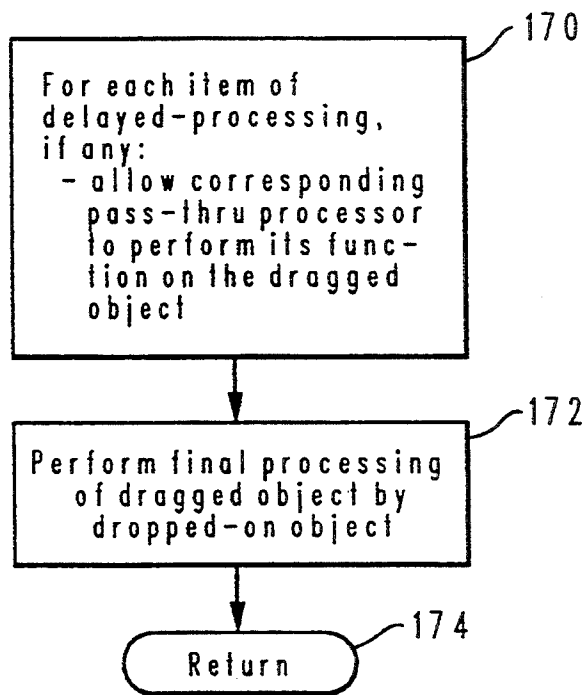 170
For each item of
delayed-processing,
if any:
- allow corresponding
pass-thru processor
to perform its func-
tion on the dragged
object
172
Perform final processing
of dragged object by
dropped-on object
174
Return